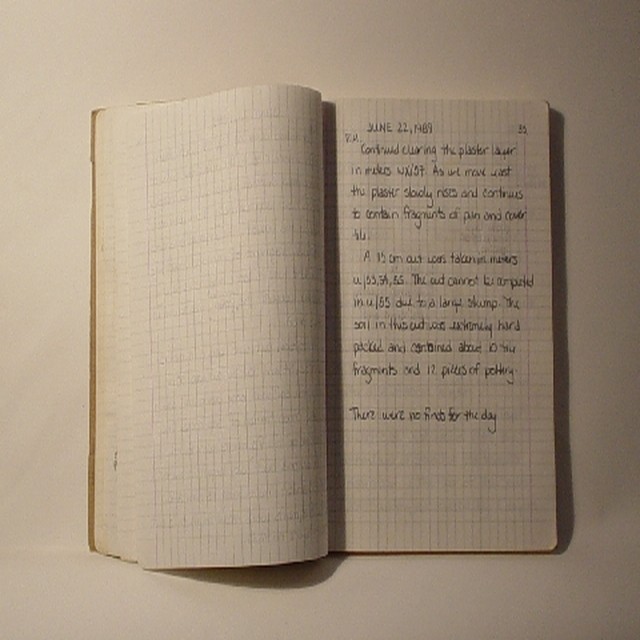 JUNE 22, 1989 35.
P.M.
Continued clearing the plaster layer
in meters As we move east
the plaster slowly rises and continues
to contain fragments of pan and cover
tile.
A 15 cm cut was taken in meters
u/53,54,55. The cut cannot be completed
in u/55 due to a large stump. The
soil in this cut was extremely hard
packed and contained about 10 tile
fragments and 12 pieces of pottery.
There were no finds for the day